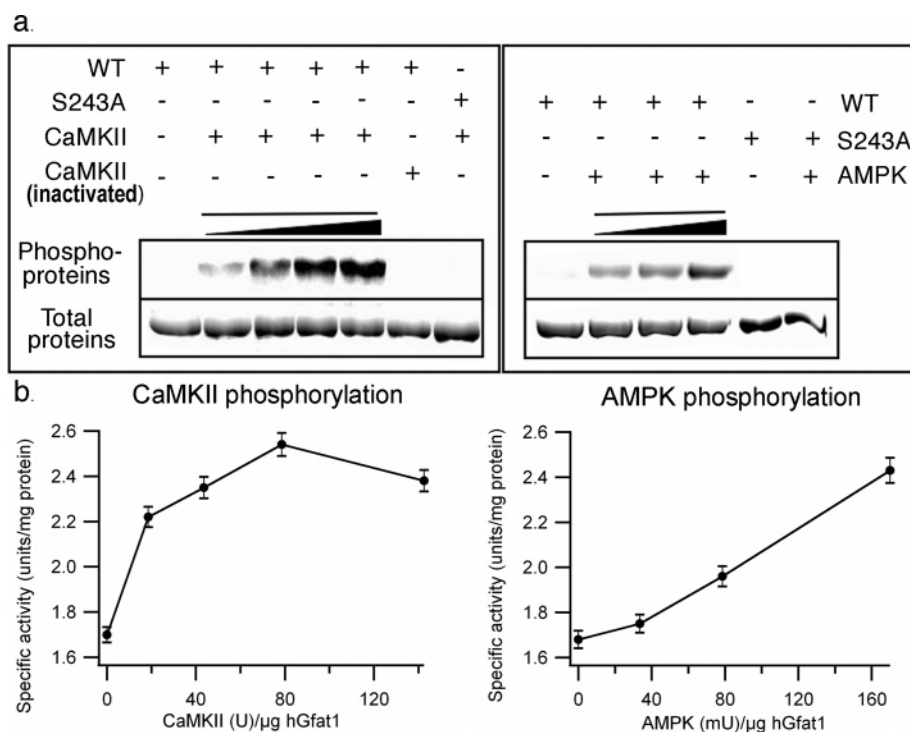 a.
WT + + + + + + -
S243A - - - - - - +
CaMKII - + + + + - +
CaMKII - - - - - + -
(inactivated)
+ + + + - - WT
- - - - + + S243A
- + + + - + AMPK
Phospho-
proteins
Total
proteins
b.
CaMKII phosphorylation
Specific activity (units/mg protein)
2.6
2.4
2.2
2.0
1.8
1.6
0 40 80 120
CaMKII (U)/µg hGfat1
AMPK phosphorylation
Specific activity (units/mg protein)
2.6
2.4
2.2
2.0
1.8
1.6
0 40 80 120 160
AMPK (mU)/µg hGfat1